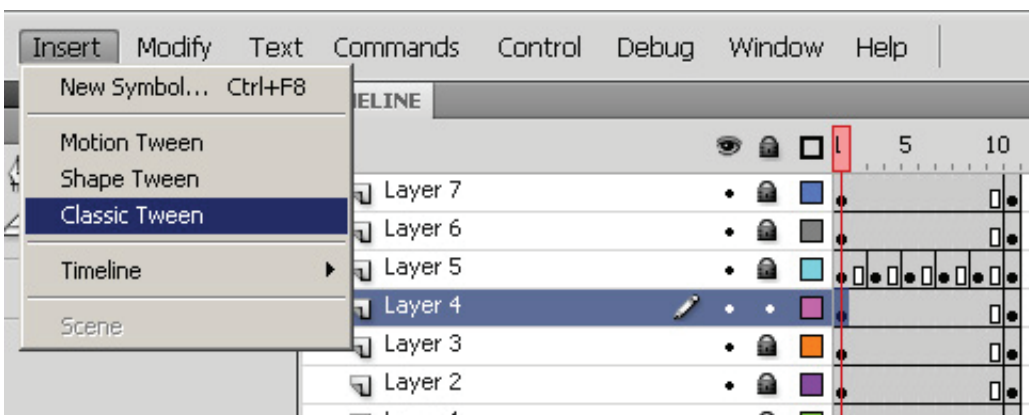 Insert Modify Text Commands Control Debug Window Help
New Symbol... Ctrl+F8
Motion Tween
Shape Tween
Classic Tween
Timeline
Scene
5 10
Layer 7
Layer 6
Layer 5
Layer 4
Layer 3
Layer 2